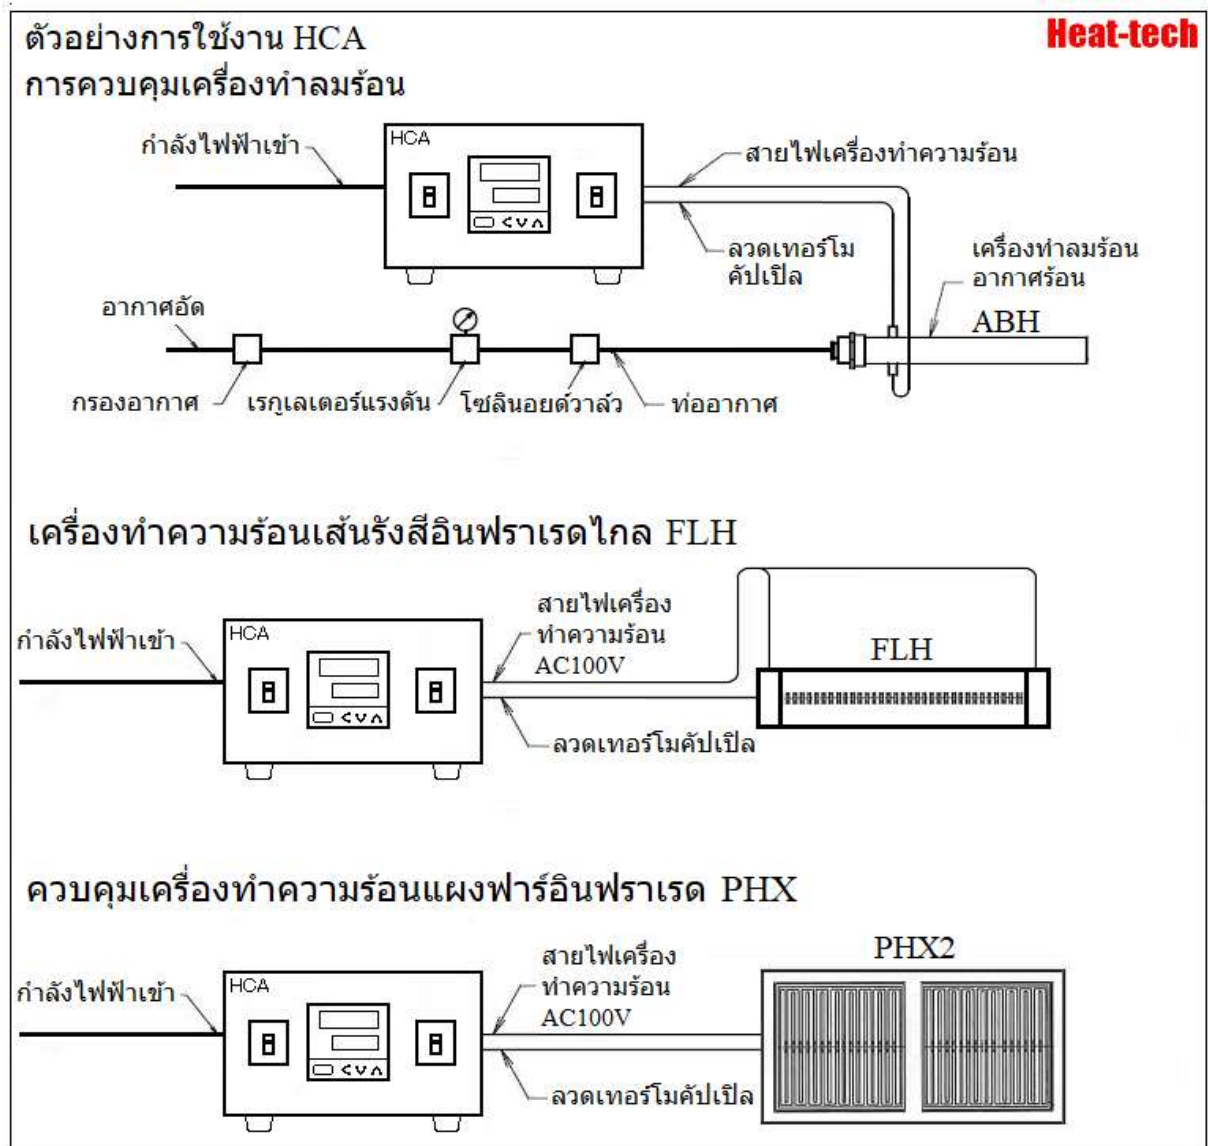 ตัวอย่างการใช้งาน HCA
Heat-tech
การควบคุมเครื่องทำลมร้อน
กำลังไฟฟ้าเข้า
HCA
สายไฟเครื่องทำความร้อน
ลวดเทอร์โม
คัปเปิล
เครื่องทำลมร้อน
อากาศร้อน
ABH
อากาศอัด
กรองอากาศ
เรกูเลเตอร์แรงดัน
โซลินอยด์วาล์ว
ท่ออากาศ
เครื่องทำความร้อนเส้นรังสีอินฟราเรดไกล FLH
กำลังไฟฟ้าเข้า
HCA
สายไฟเครื่อง
ทำความร้อน
AC100V
FLH
ลวดเทอร์โมคัปเปิล
ควบคุมเครื่องทำความร้อนแผงฟาร์อินฟราเรด PHX
กำลังไฟฟ้าเข้า
HCA
สายไฟเครื่อง
ทำความร้อน
AC100V
PHX2
ลวดเทอร์โมคัปเปิล